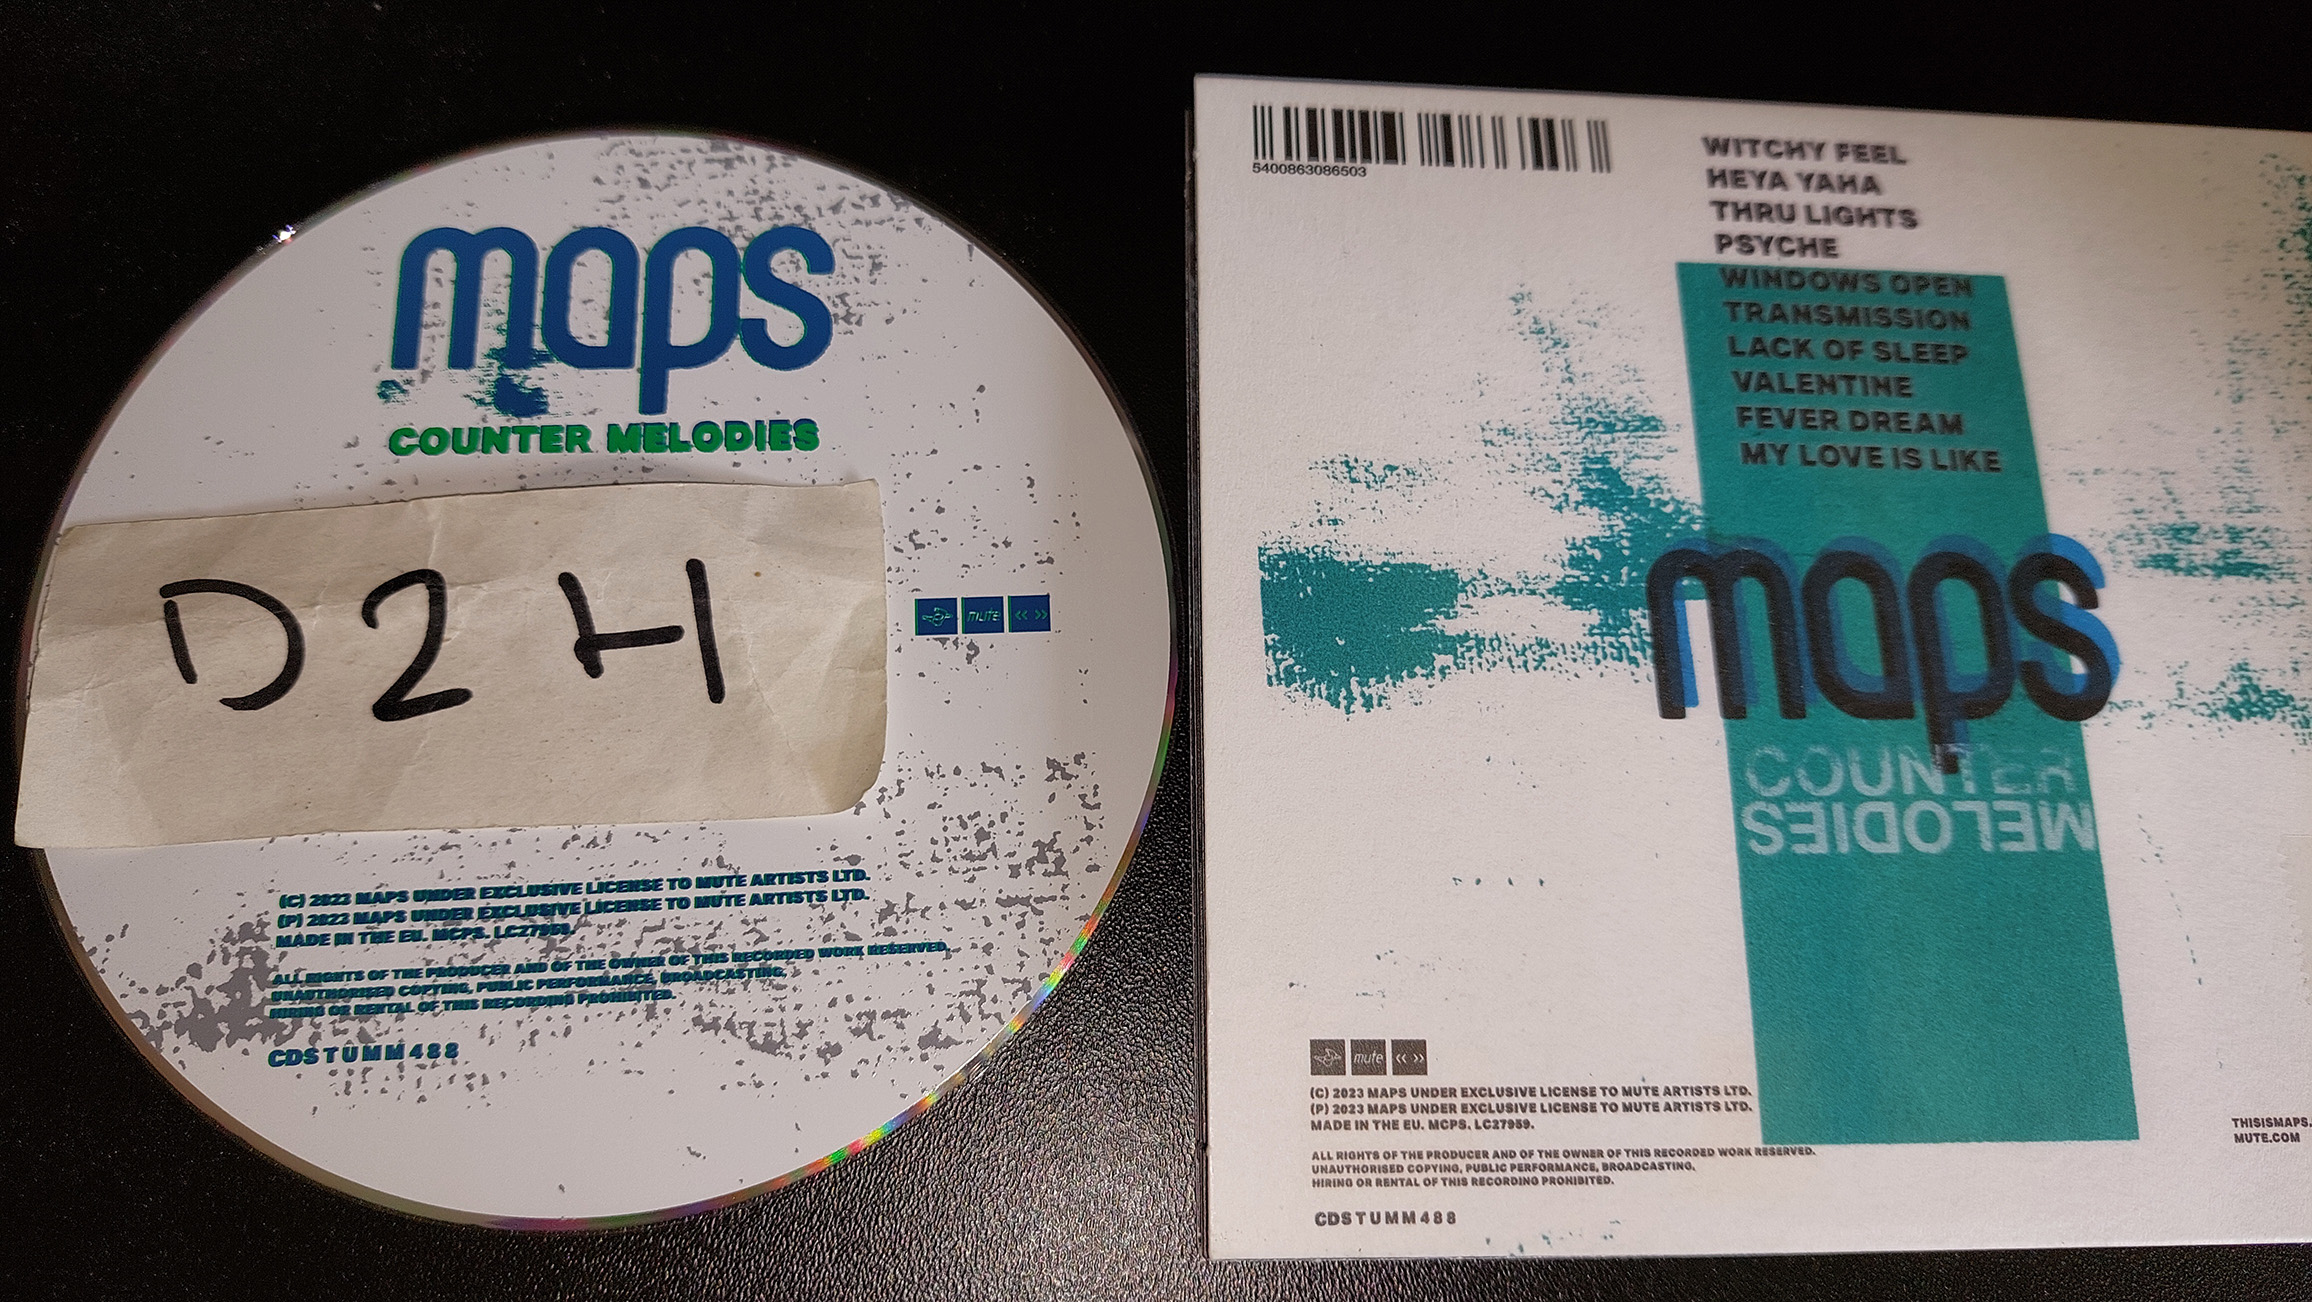 maps
COUNTER MELODIES
D2H
mute
(C) 2023 MAPS UNDER EXCLUSIVE LICENSE TO MUTE ARTISTS LTD.
(P) 2023 MAPS UNDER EXCLUSIVE LICENSE TO MUTE ARTISTS LTD.
MADE IN THE EU. MCPS. LC27959.
ALL RIGHTS OF THE PRODUCER AND OF THE OWNER OF THIS RECORDED WORK RESERVED.
UNAUTHORISED COPYING, PUBLIC PERFORMANCE, BROADCASTING,
HIRING OR RENTAL OF THIS RECORDING PROHIBITED.
CDSTUMM488
5400863086503
WITCHY FEEL
HEYA YAHA
THRU LIGHTS
PSYCHE
WINDOWS OPEN
TRANSMISSION
LACK OF SLEEP
VALENTINE
FEVER DREAM
MY LOVE IS LIKE
maps
COUNTER
MELODIES
mute
(C) 2023 MAPS UNDER EXCLUSIVE LICENSE TO MUTE ARTISTS LTD.
(P) 2023 MAPS UNDER EXCLUSIVE LICENSE TO MUTE ARTISTS LTD.
MADE IN THE EU. MCPS. LC27959.
ALL RIGHTS OF THE PRODUCER AND OF THE OWNER OF THIS RECORDED WORK RESERVED.
UNAUTHORISED COPYING, PUBLIC PERFORMANCE, BROADCASTING,
HIRING OR RENTAL OF THIS RECORDING PROHIBITED.
CDSTUMM488
THISISMAPS.
MUTE.COM